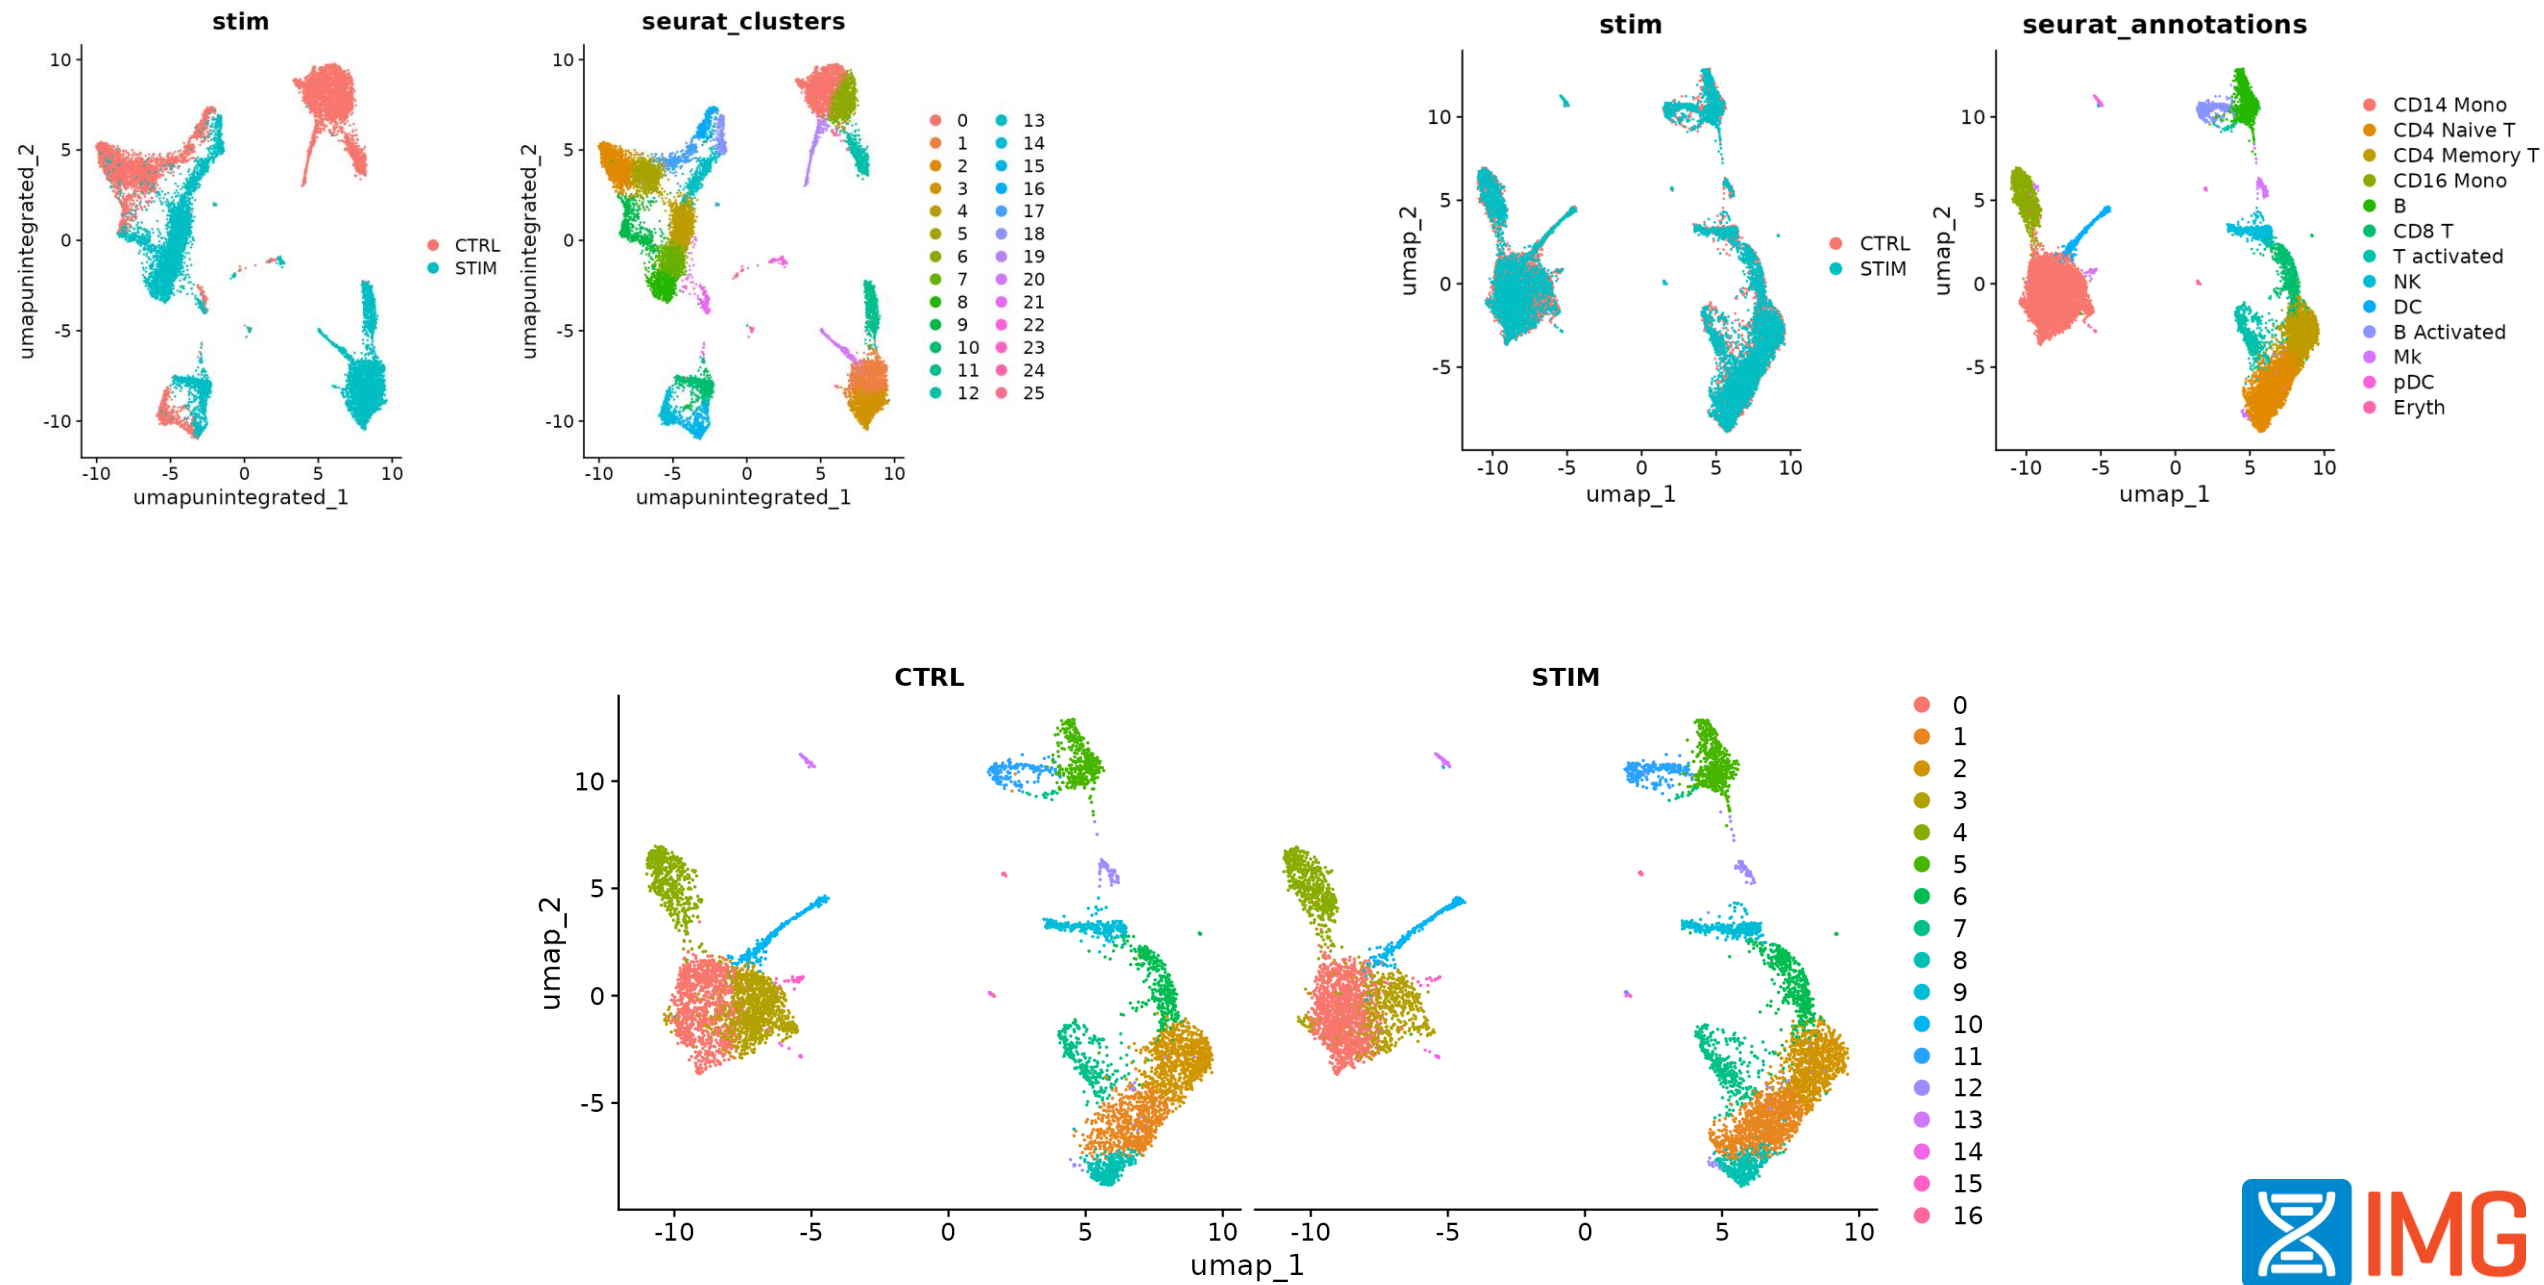 stim
seurat_clusters
umapunintegrated_2
10
5
0
-5
-10
-10 -5 0 5 10
umapunintegrated_1
CTRL
STIM
umapunintegrated_2
10
5
0
-5
-10
-10 -5 0 5 10
umapunintegrated_1
0 13
1 14
2 15
3 16
4 17
5 18
6 19
7 20
8 21
9 22
10 23
11 24
12 25
stim
seurat_annotations
umap_2
10
5
0
-5
-10 -5 0 5 10
umap_1
CTRL
STIM
umap_2
10
5
0
-5
-10 -5 0 5 10
umap_1
CD14 Mono
CD4 Naive T
CD4 Memory T
CD16 Mono
B
CD8 T
T activated
NK
DC
B Activated
Mk
pDC
Eryth
CTRL
STIM
umap_2
10
5
0
-5
-10 -5 0 5 10
-10 -5 0 5 10
umap_1
0
1
2
3
4
5
6
7
8
9
10
11
12
13
14
15
16
IMG